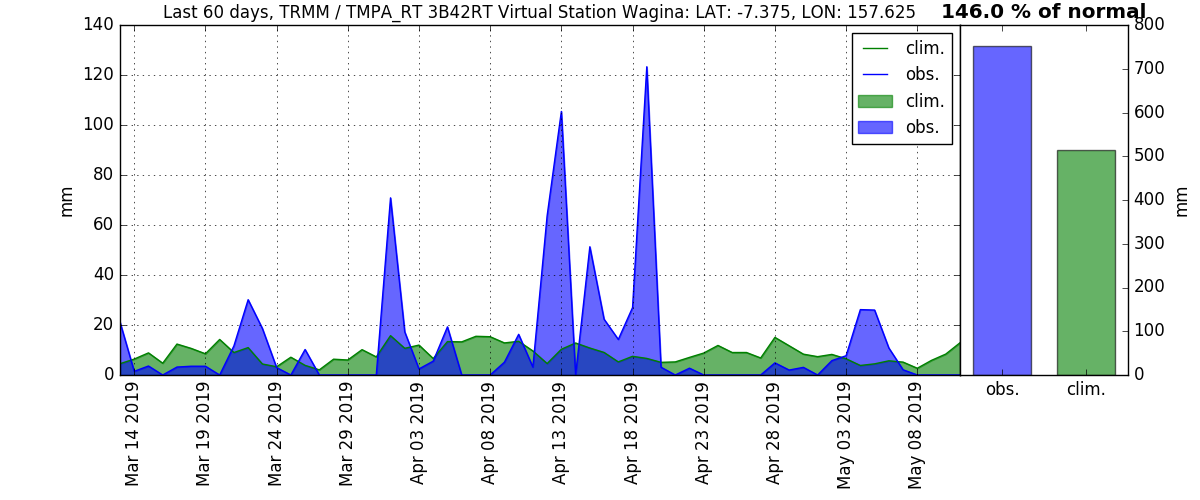 Last 60 days, TRMM / TMPA_RT 3B42RT Virtual Station Wagina: LAT: -7.375, LON: 157.625
146.0 % of normal
140
120
100
80
60
40
20
0
mm
clim.
obs.
clim.
obs.
Mar 14 2019
Mar 19 2019
Mar 24 2019
Mar 29 2019
Apr 03 2019
Apr 08 2019
Apr 13 2019
Apr 18 2019
Apr 23 2019
Apr 28 2019
May 03 2019
May 08 2019
800
700
600
500
400
300
200
100
0
mm
obs.
clim.